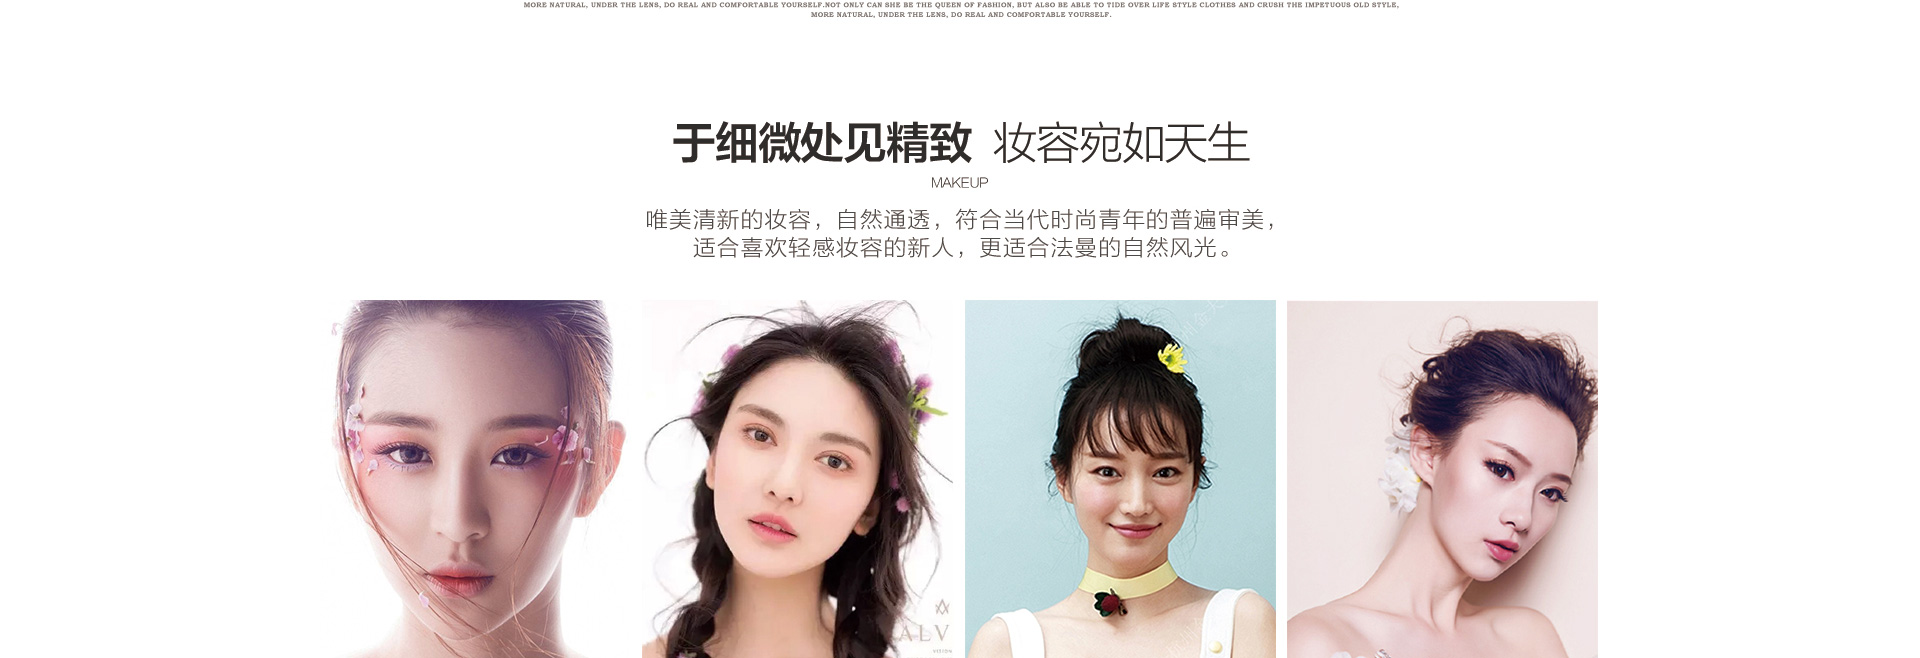 MORE NATURAL, UNDER THE LENS, DO REAL AND COMFORTABLE YOURSELF.NOT ONLY CAN SHE BE THE QUEEN OF FASHION, BUT ALSO BE ABLE TO TIDE OVER LIFE STYLE CLOTHES AND CRUSH THE IMPETUOUS OLD STYLE,
MORE NATURAL, UNDER THE LENS, DO REAL AND COMFORTABLE YOURSELF.
于细微处见精致 妆容宛如天生
MAKEUP
唯美清新的妆容，自然通透，符合当代时尚青年的普遍审美，
适合喜欢轻感妆容的新人，更适合法曼的自然风光。
ALV
VISION